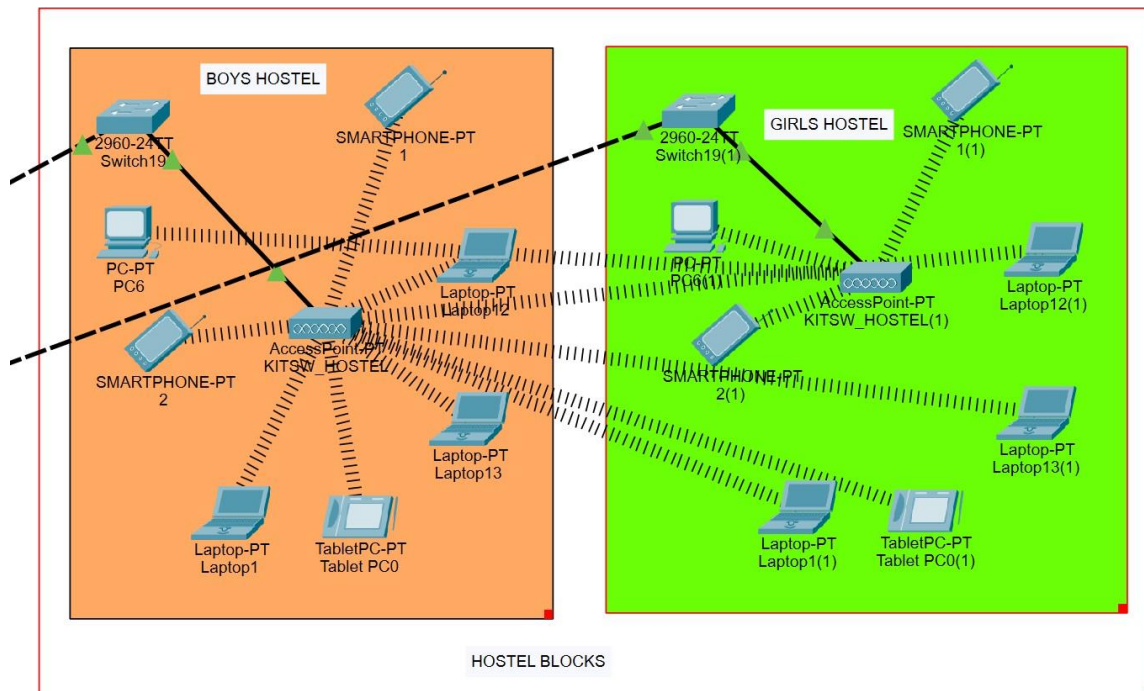 BOYS HOSTEL
2960-24TT
Switch19
SMARTPHONE-PT
1
PC-PT
PC6
Laptop-PT
Laptop12
SMARTPHONE-PT
2
AccessPoint-PT
KITSW_HOSTEL
Laptop-PT
Laptop13
Laptop-PT
Laptop1
TabletPC-PT
Tablet PC0
GIRLS HOSTEL
2960-24TT
Switch19(1)
SMARTPHONE-PT
1(1)
PC-PT
PC6(1)
AccessPoint-PT
KITSW_HOSTEL(1)
Laptop-PT
Laptop12(1)
SMARTPHONE-PT
2(1)
Laptop-PT
Laptop13(1)
Laptop-PT
Laptop1(1)
TabletPC-PT
Tablet PC0(1)
HOSTEL BLOCKS